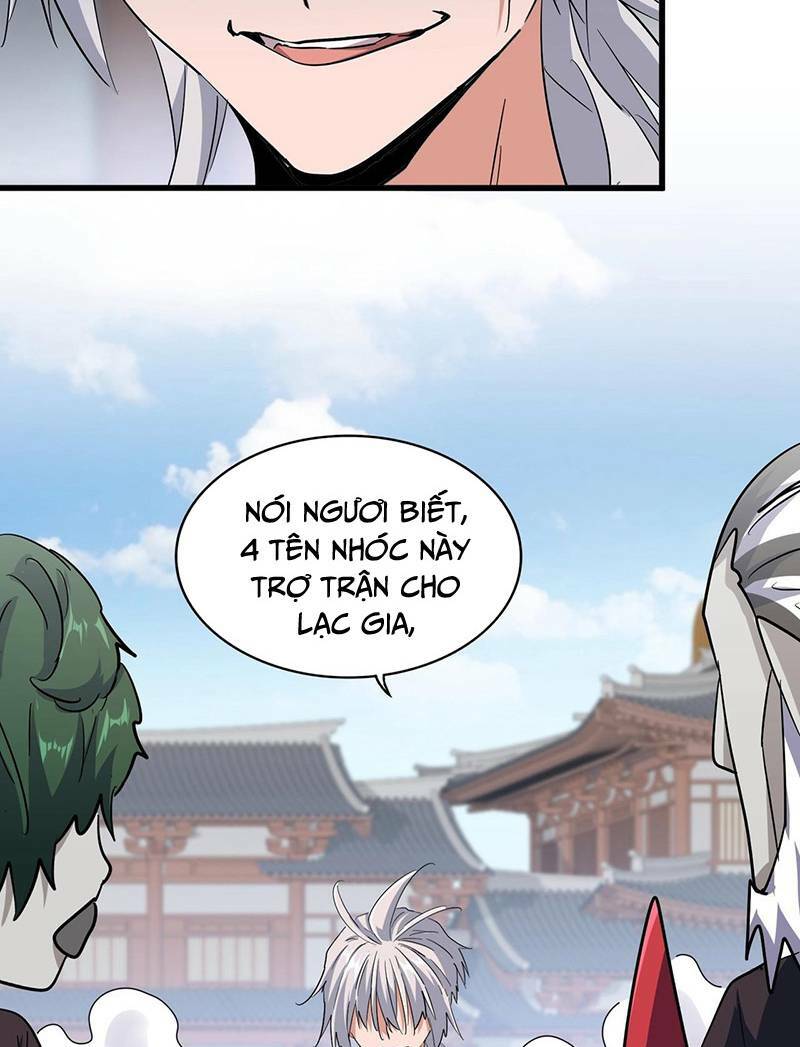 NÓI NGƯƠI BIẾT,
4 TÊN NHÓC NÀY
TRỢ TRẬN CHO
LẠC GIA,